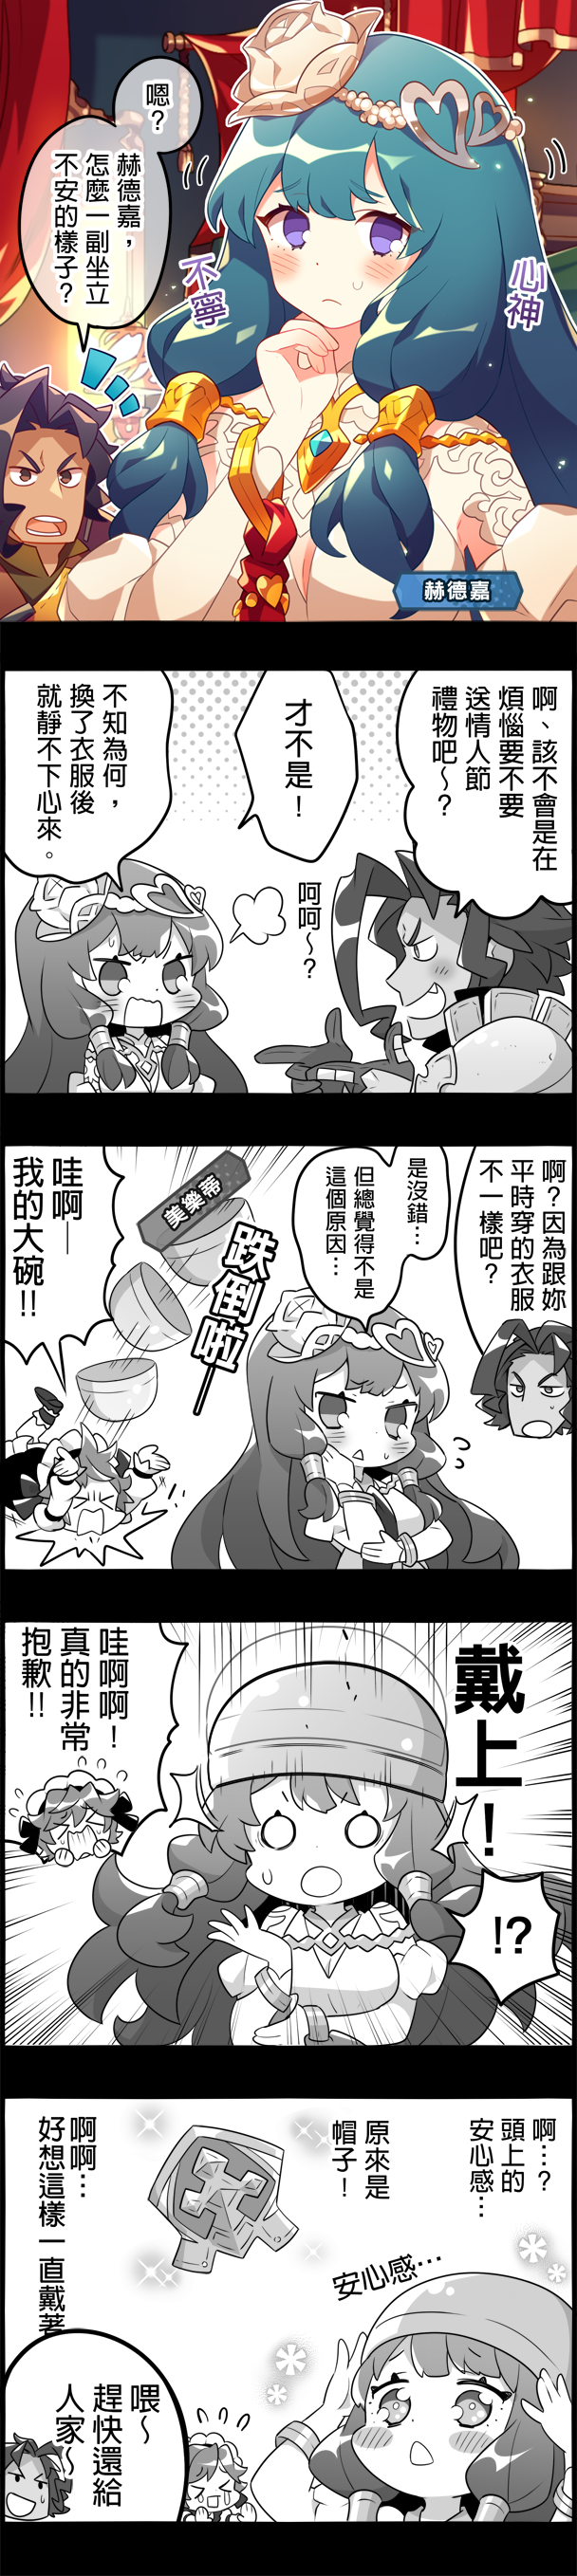 嗯?
赫德嘉，
怎麼一副坐立
不安的樣子?
心神
不寧
赫德嘉
啊、該不會是在
煩惱要不要
送情人節
禮物吧～?
才不是！
呵呵～?
不知為何，
換了衣服後
就靜不下心來。
啊?因為跟妳
平時穿的衣服
不一樣吧?
是沒錯…
但總覺得不是
這個原因…
跌倒啦—
美樂蒂
哇啊—
我的大碗!!
戴上！
!?
哇啊啊！
真的非常
抱歉!!
啊…?
頭上的
安心感…
安心感…
原來是
帽子！
啊啊…
好想這樣一直戴著
喂～
趕快還給
人家～